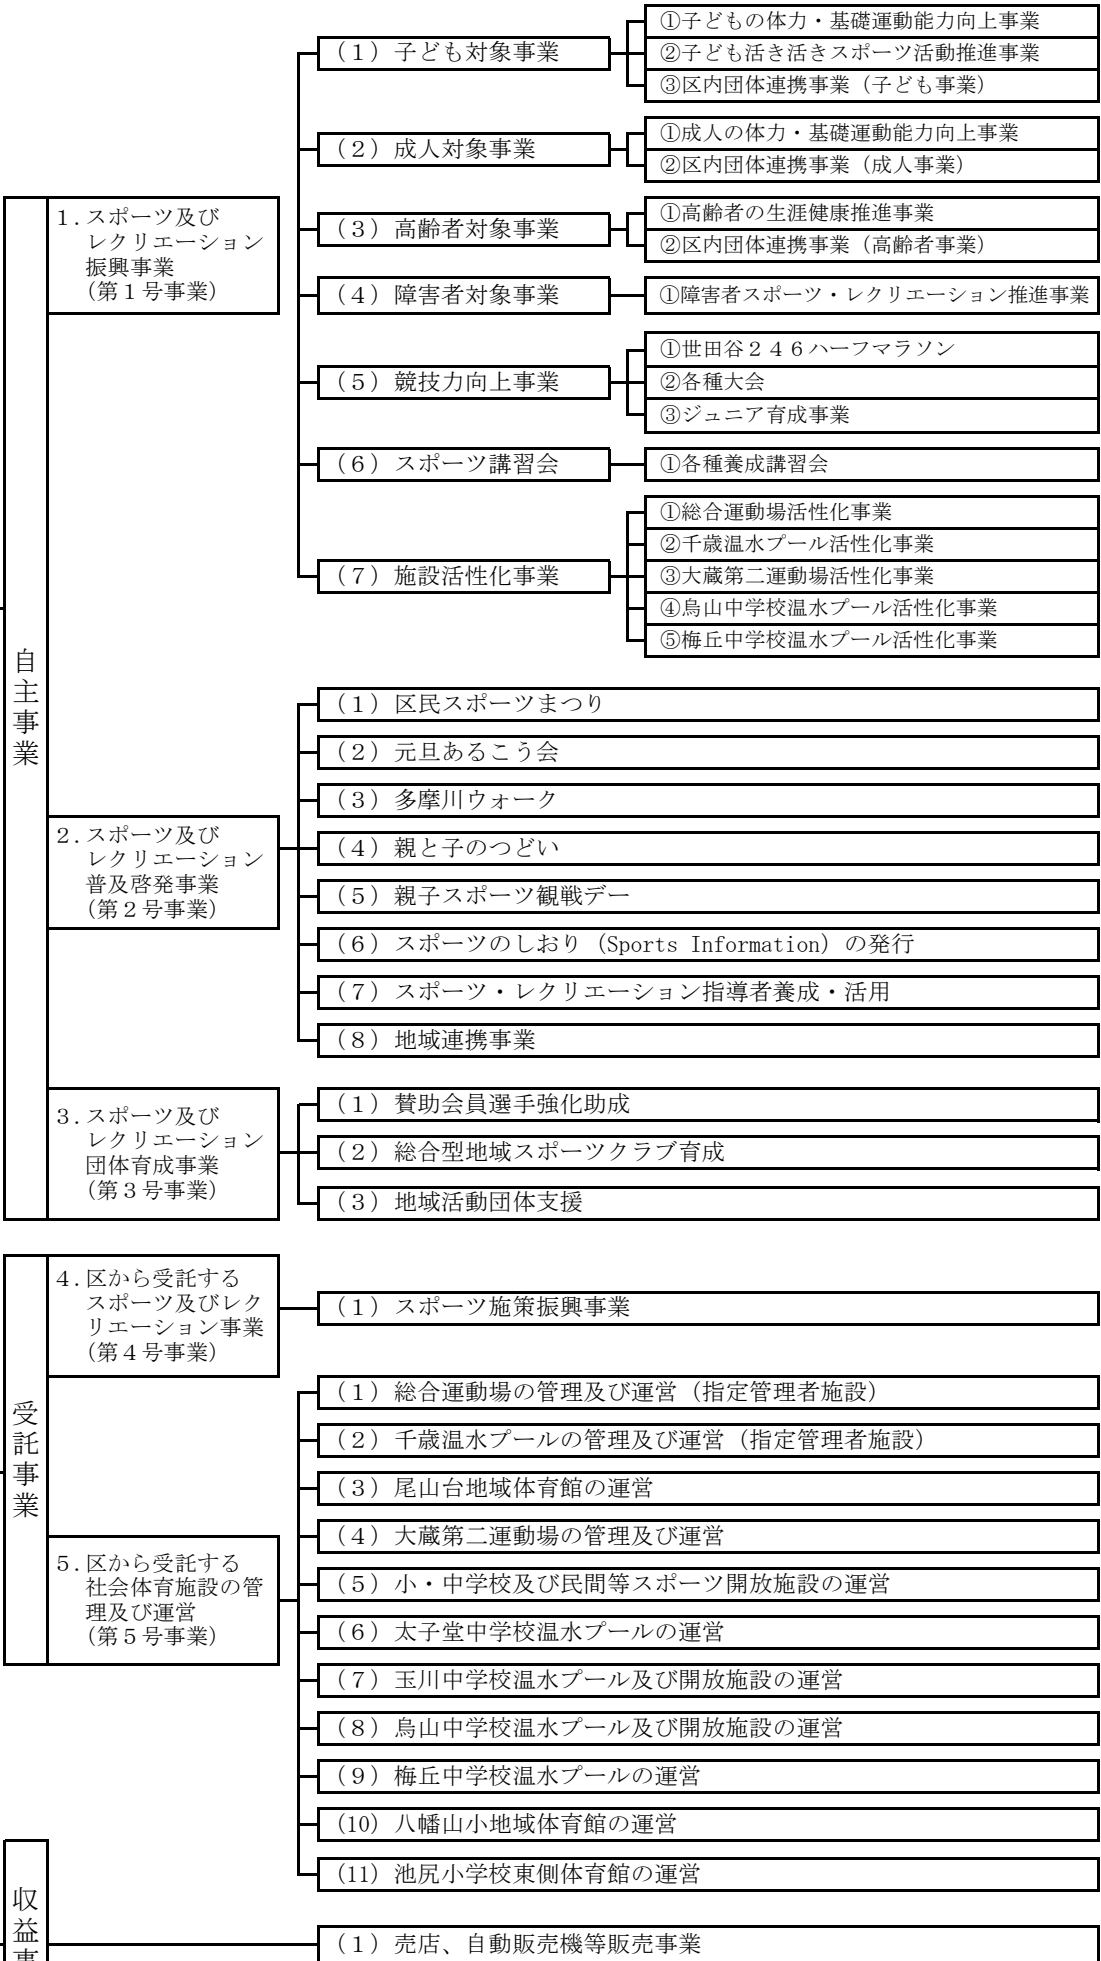 自主事業
1.スポーツ及び
レクリエーション
振興事業
(第1号事業)
(1)子ども対象事業
①子どもの体力・基礎運動能力向上事業
②子ども活き活きスポーツ活動推進事業
③区内団体連携事業(子ども事業)
(2)成人対象事業
①成人の体力・基礎運動能力向上事業
②区内団体連携事業(成人事業)
(3)高齢者対象事業
①高齢者の生涯健康推進事業
②区内団体連携事業(高齢者事業)
(4)障害者対象事業
①障害者スポーツ・レクリエーション推進事業
(5)競技力向上事業
①世田谷246ハーフマラソン
②各種大会
③ジュニア育成事業
(6)スポーツ講習会
①各種養成講習会
(7)施設活性化事業
①総合運動場活性化事業
②千歳温水プール活性化事業
③大蔵第二運動場活性化事業
④烏山中学校温水プール活性化事業
⑤梅丘中学校温水プール活性化事業
2.スポーツ及び
レクリエーション
普及啓発事業
(第2号事業)
(1)区民スポーツまつり
(2)元旦あるこう会
(3)多摩川ウォーク
(4)親と子のつどい
(5)親子スポーツ観戦デー
(6)スポーツのしおり(Sports Information)の発行
(7)スポーツ・レクリエーション指導者養成・活用
(8)地域連携事業
3.スポーツ及び
レクリエーション
団体育成事業
(第3号事業)
(1)賛助会員選手強化助成
(2)総合型地域スポーツクラブ育成
(3)地域活動団体支援
受託事業
4.区から受託する
スポーツ及びレク
リエーション事業
(第4号事業)
(1)スポーツ施策振興事業
5.区から受託する
社会体育施設の管
理及び運営
(第5号事業)
(1)総合運動場の管理及び運営(指定管理者施設)
(2)千歳温水プールの管理及び運営(指定管理者施設)
(3)尾山台地域体育館の運営
(4)大蔵第二運動場の管理及び運営
(5)小・中学校及び民間等スポーツ開放施設の運営
(6)太子堂中学校温水プールの運営
(7)玉川中学校温水プール及び開放施設の運営
(8)烏山中学校温水プール及び開放施設の運営
(9)梅丘中学校温水プールの運営
(10)八幡山小地域体育館の運営
(11)池尻小学校東側体育館の運営
収益事
(1)売店、自動販売機等販売事業